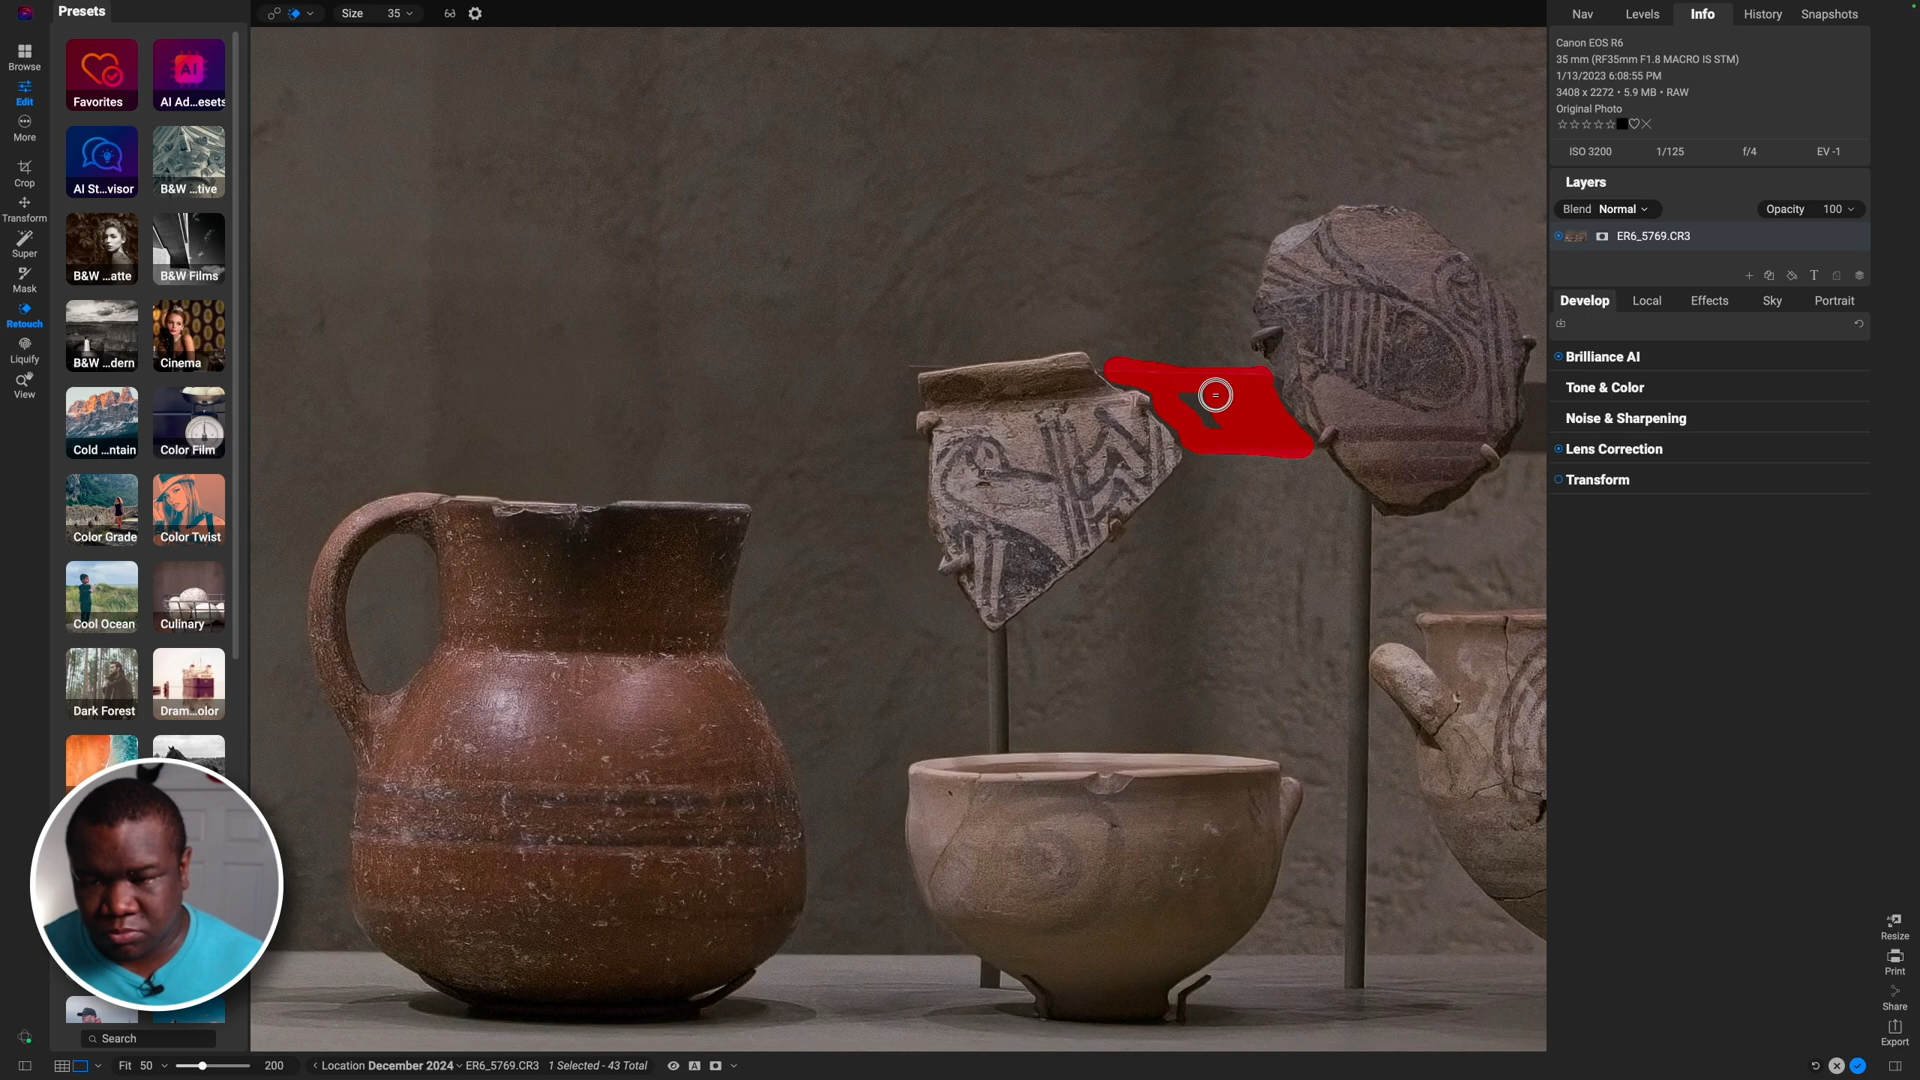 Presets
Size 35
Nav Levels Info History Snapshots
Browse
Edit
More
Crop
Transform
Super
Mask
Retouch
Liquify
View
Favorites
AI Ad...esets
AI St...visor
B&W ...tive
B&W ...atte
B&W Films
B&W ...dern
Cinema
Cold ...ntain
Color Film
Color Grade
Color Twist
Cool Ocean
Culinary
Dark Forest
Dram...olor
Search
Canon EOS R6
35 mm (RF35mm F1.8 MACRO IS STM)
1/13/2023 6:08:55 PM
3408 x 2272 • 5.9 MB • RAW
Original Photo
ISO 3200 1/125 f/4 EV -1
Layers
Blend Normal Opacity 100
ER6_5769.CR3
Develop Local Effects Sky Portrait
Brilliance AI
Tone & Color
Noise & Sharpening
Lens Correction
Transform
Resize
Print
Share
Export
Fit 50 200 Location December 2024 ER6_5769.CR3 1 Selected - 43 Total